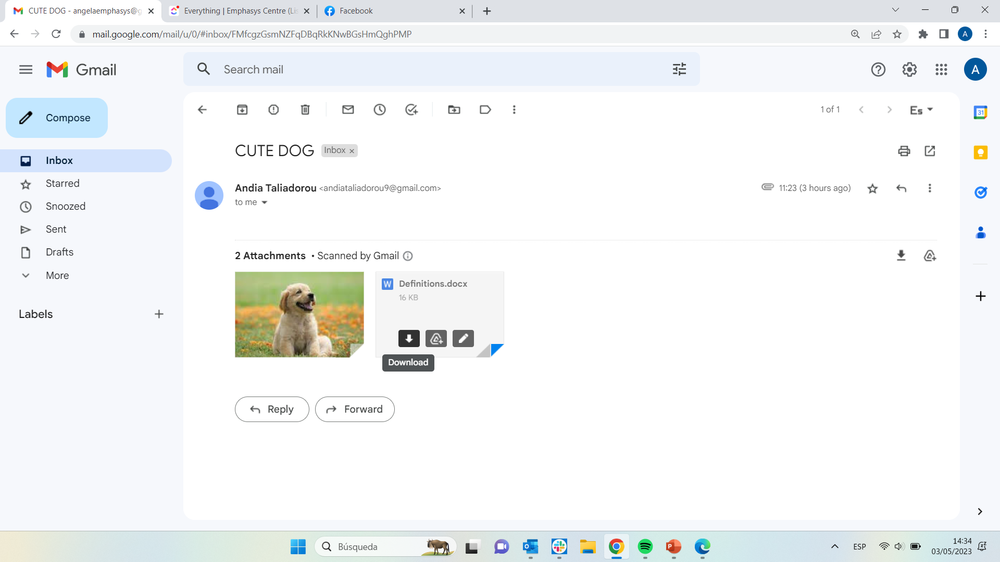 CUTE DOG - angelaemphasys@g
Everything | Emphasys Centre (Lis
Facebook
mail.google.com/mail/u/0/#inbox/FMfcgzGsmNZFqDBqRkKNwBGsHmQghPMP
A
Gmail
Search mail
A
Compose
1 of 1
Es
31
CUTE DOG
Inbox ×
Inbox
Starred
Snoozed
Sent
Drafts
More
Labels
Andia Taliadorou <andiataliadorou9@gmail.com>
11:23 (3 hours ago)
to me
2 Attachments • Scanned by Gmail
W Definitions.docx
16 KB
Download
Reply
Forward
Búsqueda
ESP
14:34
03/05/2023